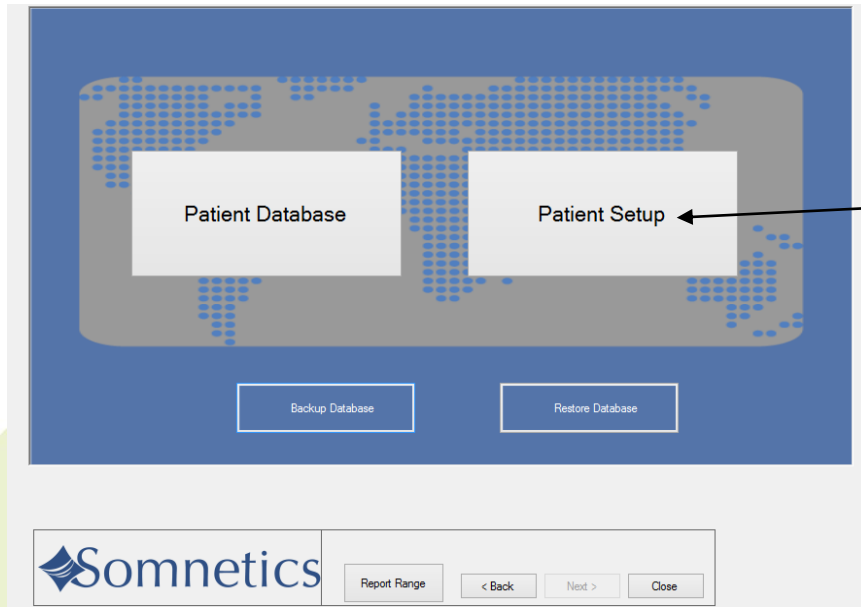 Patient Database
Patient Setup
Backup Database
Restore Database
Somnetics
Report Range
< Back
Next >
Close